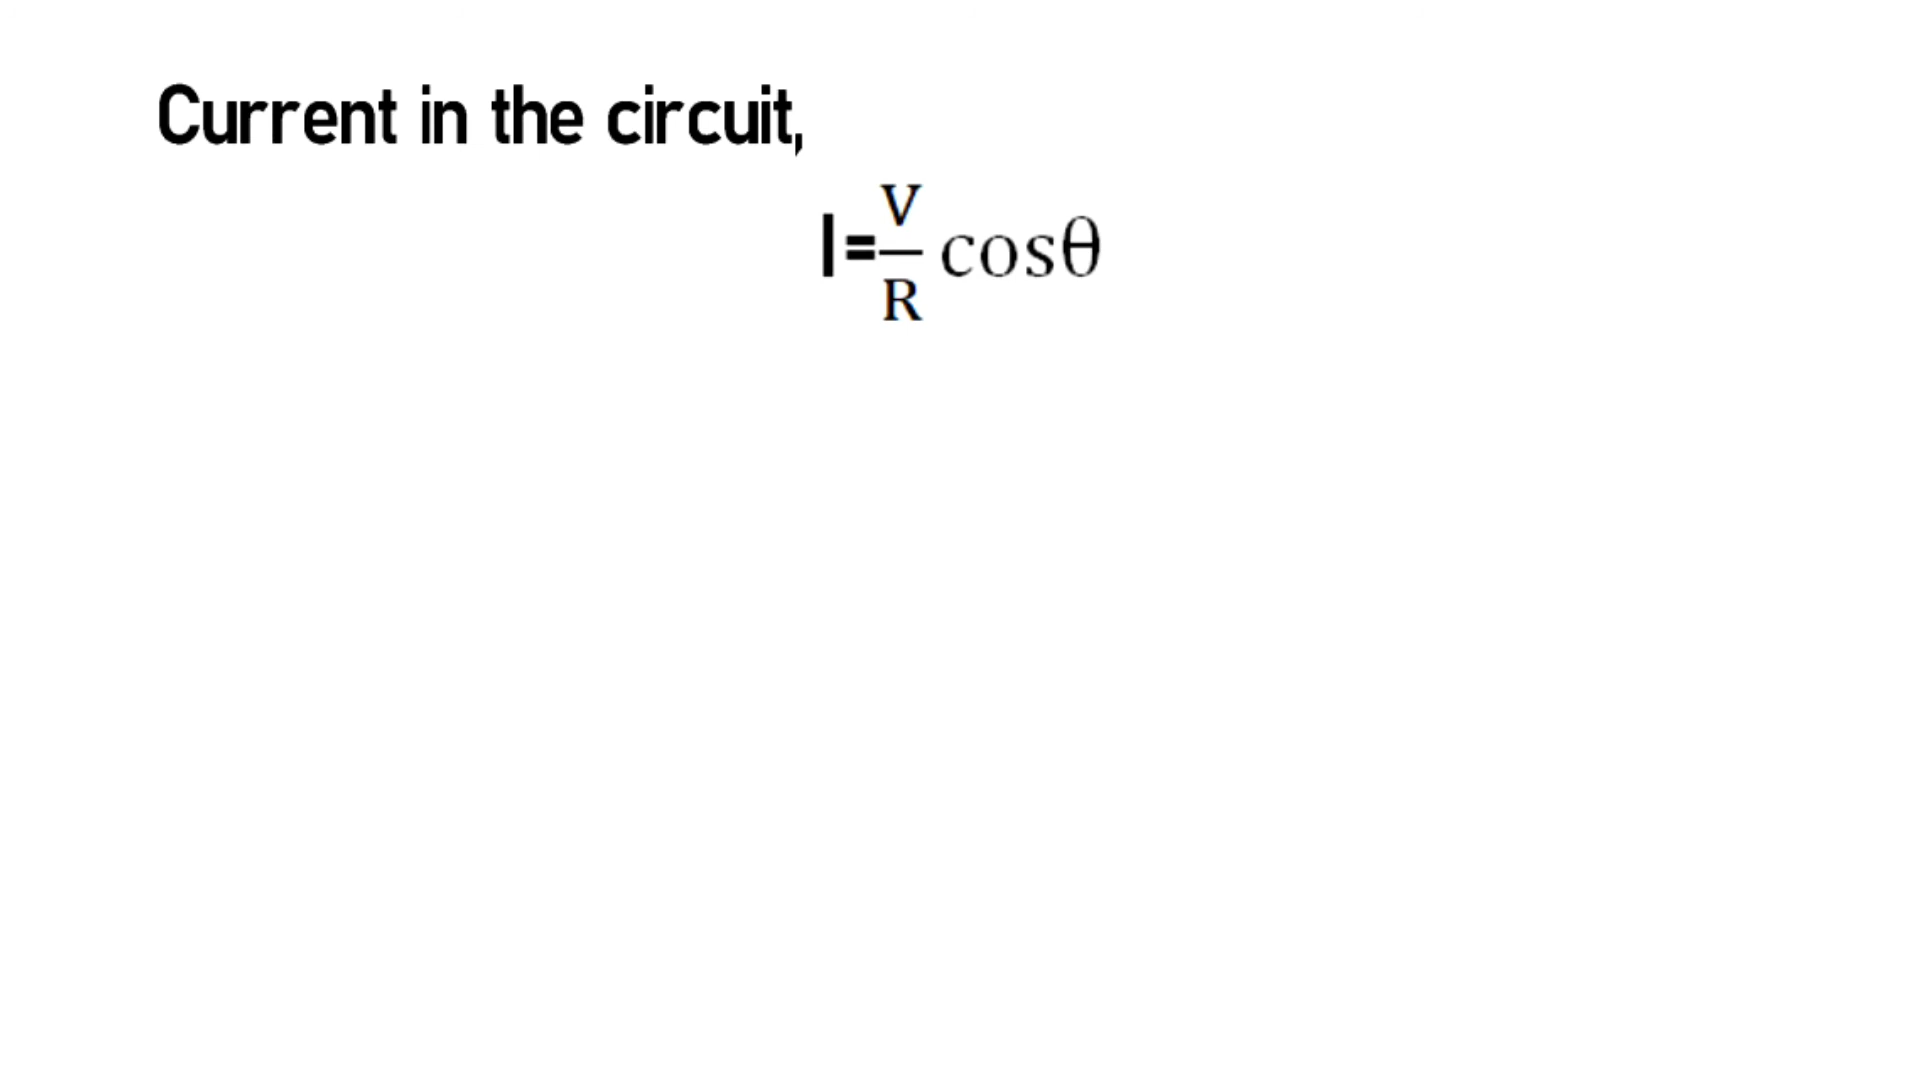 Current in the circuit,
I=V/R cosθ